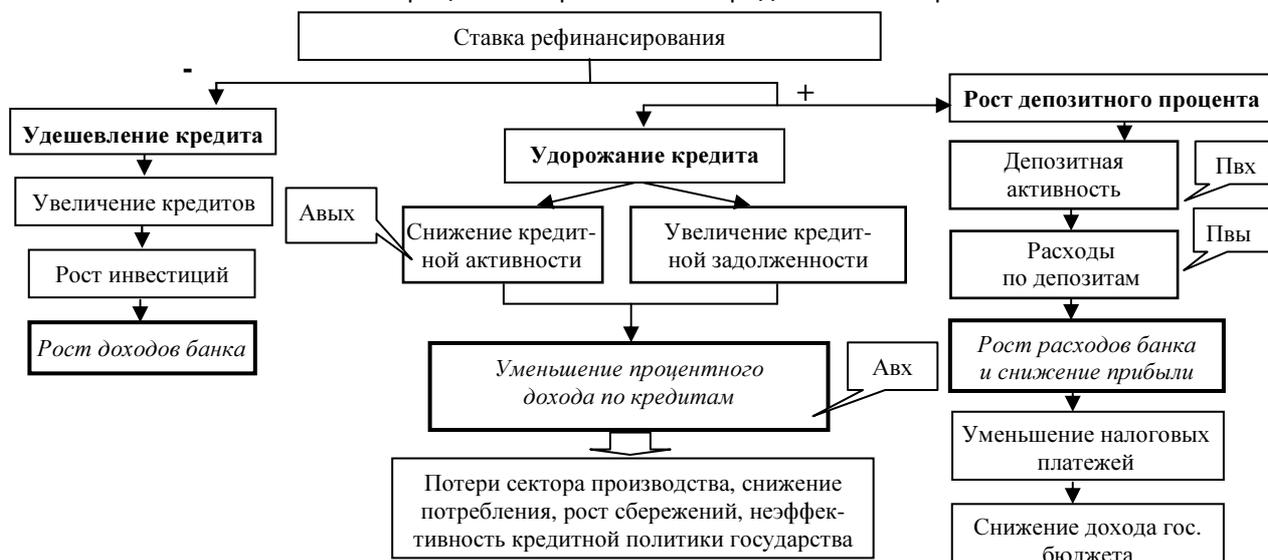 Ставка рефинансирования
-
+
Рост депозитного процента
Удешевление кредита
Удорожание кредита
Депозитная
активность
Пвх
Увеличение кредитов
Авых
Снижение кредит-
ной активности
Увеличение кредит-
ной задолженности
Расходы
по депозитам
Пвы
Рост инвестиций
Рост доходов банка
Уменьшение процентного
дохода по кредитам
Авх
Рост расходов банка
и снижение прибыли
Уменьшение налоговых
платежей
Потери сектора производства, снижение
потребления, рост сбережений, неэффек-
тивность кредитной политики государства
Снижение дохода гос.
бюджета